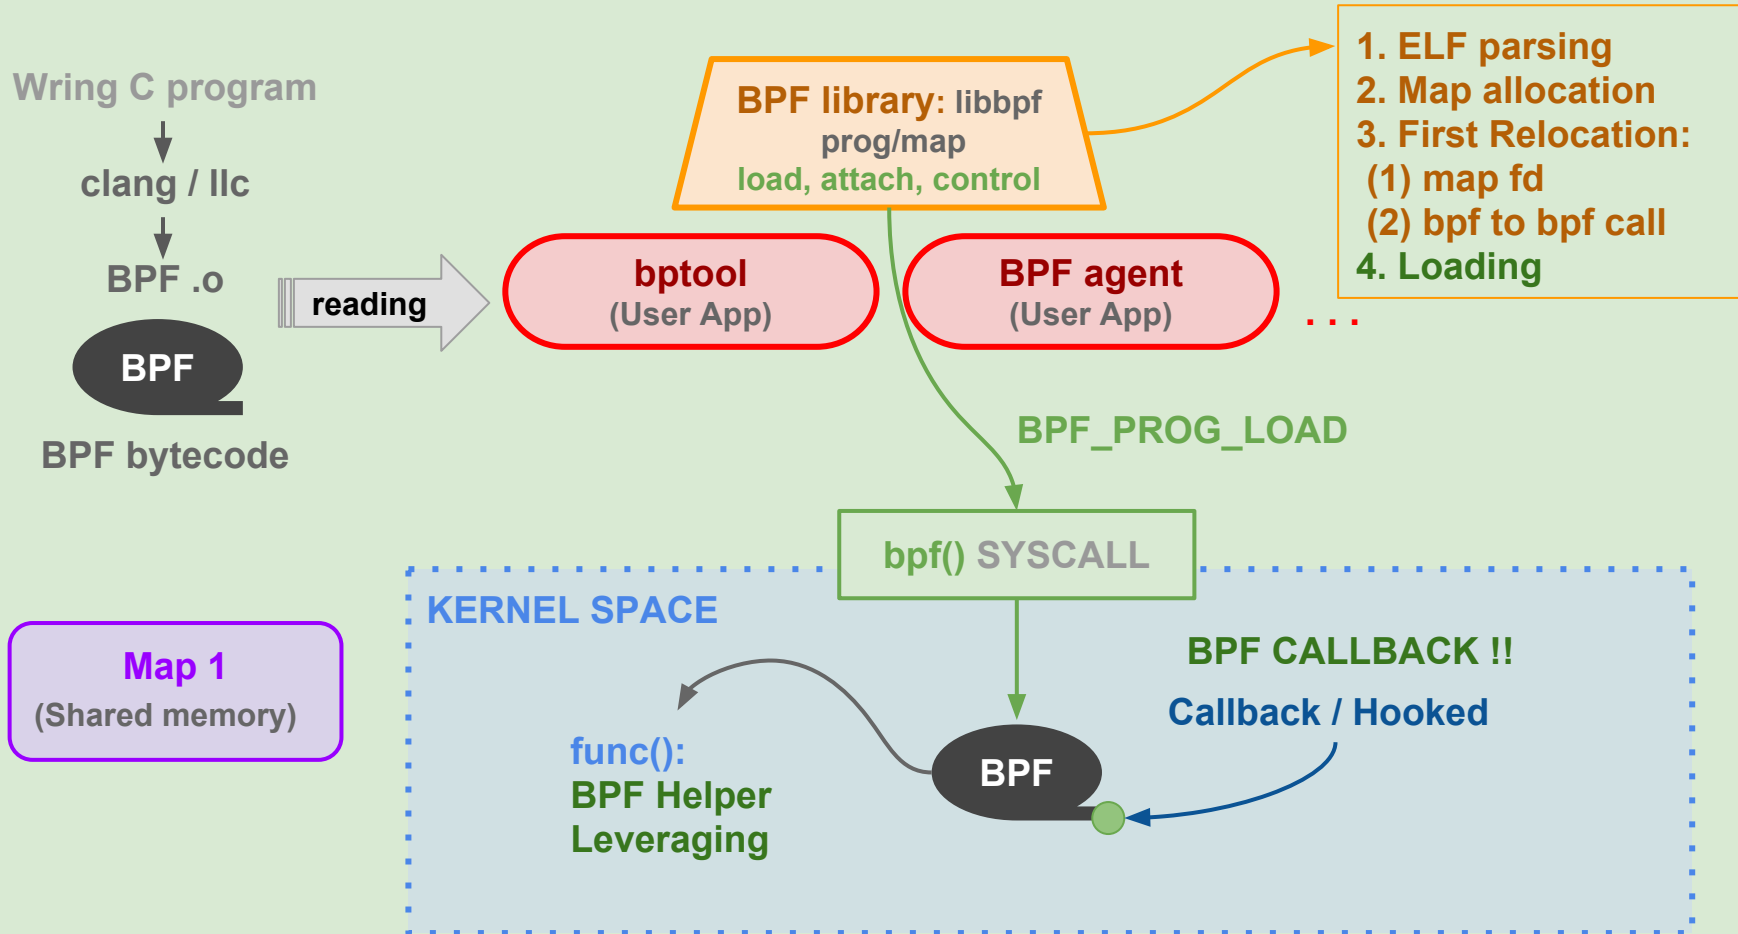 Wring C program
clang / llc
BPF .o
BPF
BPF bytecode
reading
BPF library: libbpf
prog/map
load, attach, control
bptool
(User App)
BPF agent
(User App)
. . .
1. ELF parsing
2. Map allocation
3. First Relocation:
(1) map fd
(2) bpf to bpf call
4. Loading
BPF_PROG_LOAD
bpf() SYSCALL
KERNEL SPACE
Map 1
(Shared memory)
func():
BPF Helper
Leveraging
BPF
BPF CALLBACK !!
Callback / Hooked